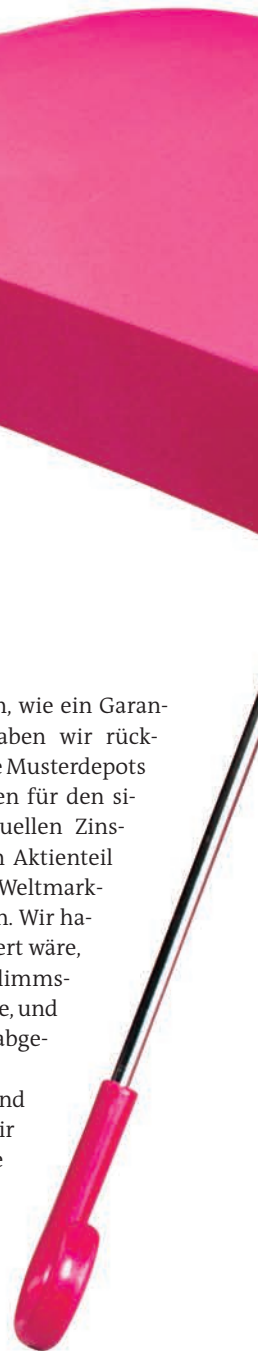 n, wie ein Garan-
aben wir rück-
e Musterdepots
en für den si-
uellen Zins-
n Aktienteil
Weltmark-
n. Wir ha-
ert wäre,
limms-
e, und
abge-
nd
ir
e